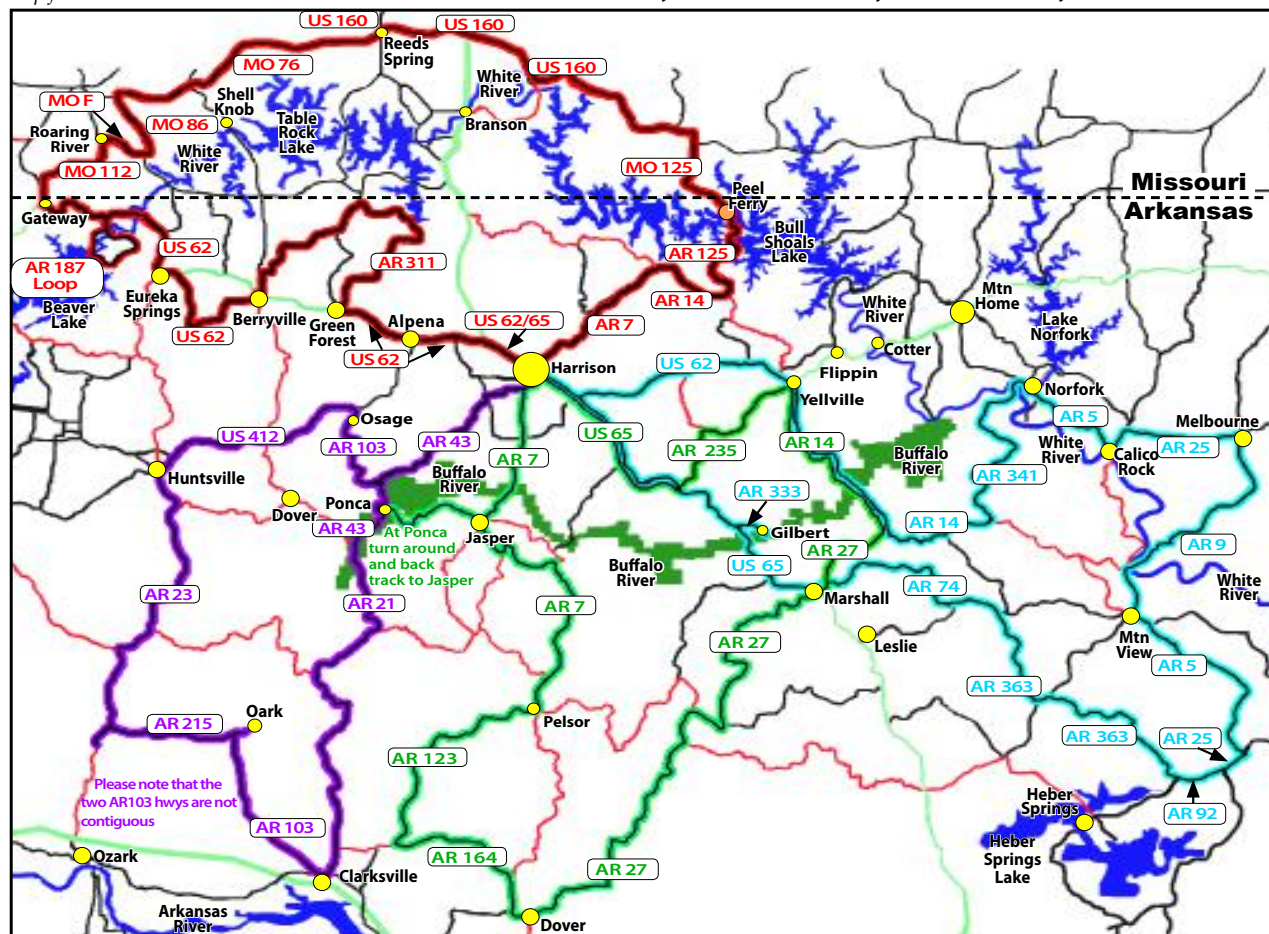 US 160
US 160
Reeds
Spring
MO 76
US 160
White
River
MO F
Shell
Knob
MO 86
Table
Rock
Lake
Branson
Roaring
River
White
River
MO 112
MO 125
Peel
Ferry
Missouri
Arkansas
Gateway
US 62
AR 311
AR 125
Bull
Shoals
Lake
AR 187
Loop
Beaver
Lake
Eureka
Springs
AR 14
Mtn
Home
US 62
Berryville
Green
Forest
Alpena
US 62/65
AR 7
White
River
Lake
Norfork
US 62
Harrison
US 62
Flippin
Cotter
Yellville
Norfork
Osage
US 412
AR 103
AR 43
US 65
AR 14
AR 5
Melbourne
AR 235
AR 7
White
River
Calico
Rock
AR 25
Huntsville
Buffalo
River
Buffalo
River
AR 341
Dover
Ponca
AR 333
AR 43
At Ponca
turn around
and back
track to Jasper
Jasper
Gilbert
AR 14
AR 27
Buffalo
River
US 65
AR 9
AR 23
AR 21
AR 7
Marshall
AR 74
White
River
AR 27
Leslie
Mtn
View
AR 5
AR 363
Oark
AR 215
Pelsor
AR 363
AR 25
AR 123
Please note that the
two AR103 hwys are not
contiguous
Heber
Springs
AR 92
AR 103
Heber
Springs
Lake
Ozark
AR 164
AR 27
Clarksville
Arkansas
River
Dover